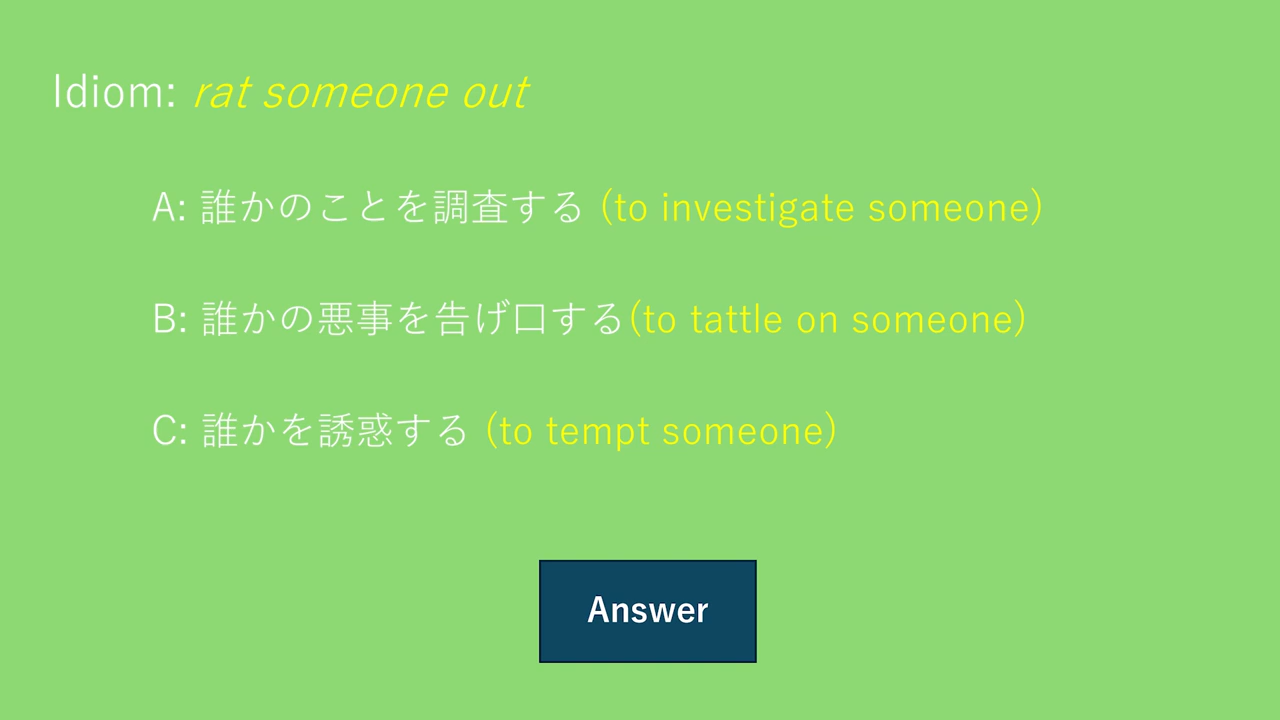 Idiom: rat someone out
A: 誰かのことを調査する (to investigate someone)
B: 誰かの悪事を告げ口する(to tattle on someone)
C: 誰かを誘惑する (to tempt someone)
Answer